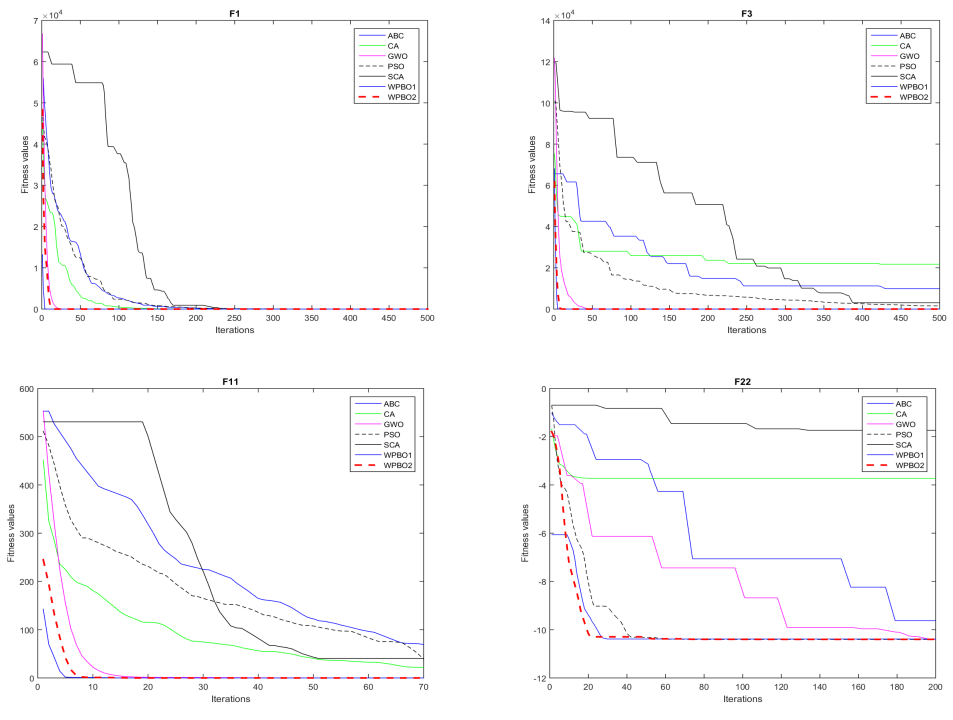 F1
×10⁴
7
6
5
4
3
2
1
0
Fitness values
0 50 100 150 200 250 300 350 400 450 500
Iterations
ABC
CA
GWO
PSO
SCA
WPBO1
WPBO2
F3
×10⁴
14
12
10
8
6
4
2
0
Fitness values
0 50 100 150 200 250 300 350 400 450 500
Iterations
ABC
CA
GWO
PSO
SCA
WPBO1
WPBO2
F11
600
500
400
300
200
100
0
Fitness values
0 10 20 30 40 50 60 70
Iterations
ABC
CA
GWO
PSO
SCA
WPBO1
WPBO2
F22
0
-2
-4
-6
-8
-10
-12
Fitness values
0 20 40 60 80 100 120 140 160 180 200
Iterations
ABC
CA
GWO
PSO
SCA
WPBO1
WPBO2